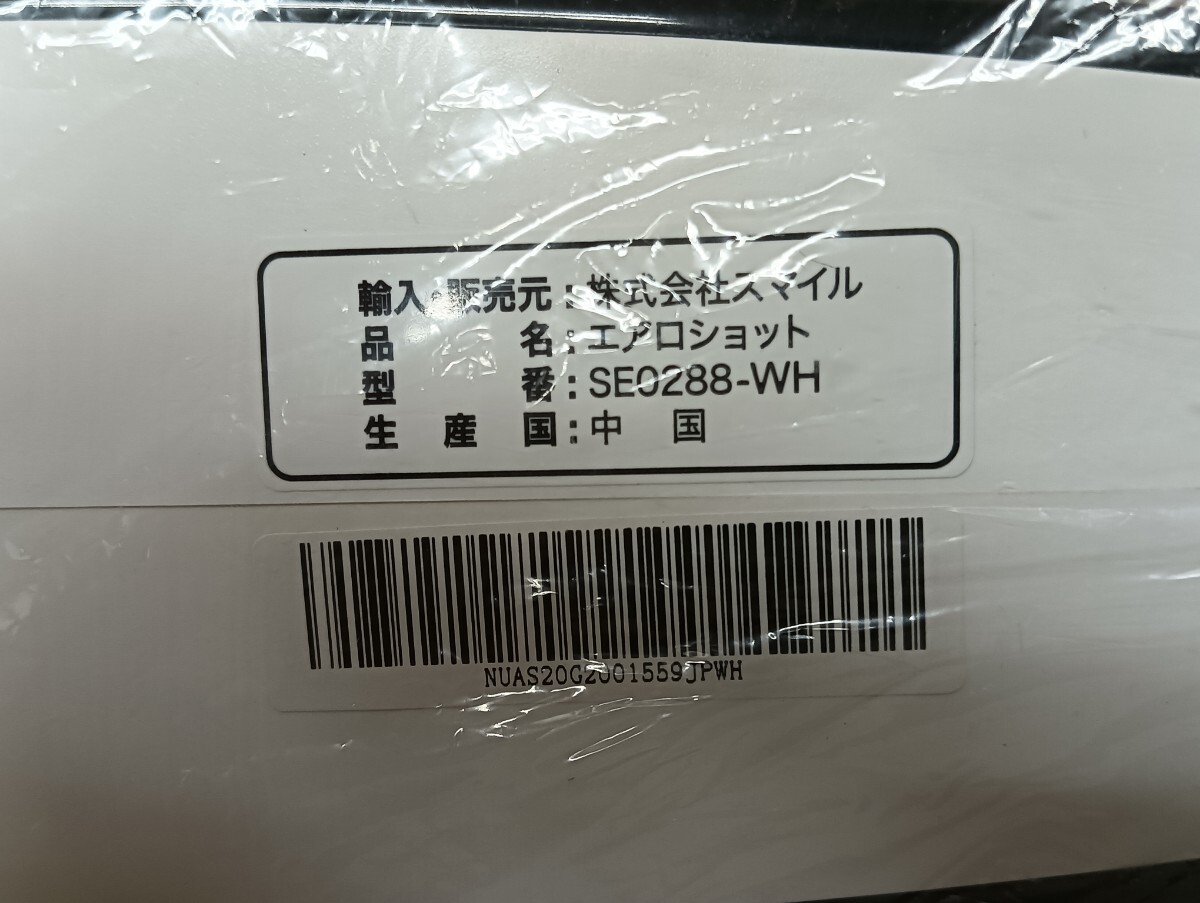 輸入・販売元:株式会社スマイル
品名:エアロショット
型番:SE0288-WH
生産国:中国
NUAS20G2001559JPWH